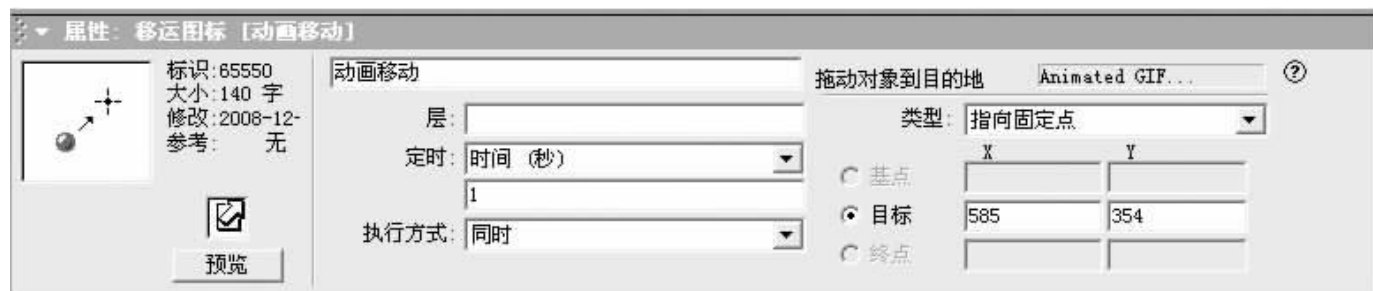 属性: 移运图标 [动画移动]
标识:65550
大小:140 字
修改:2008-12-
参考: 无
预览
动画移动
层:
定时: 时间 (秒)
1
执行方式: 同时
拖动对象到目的地 Animated GIF...
类型: 指向固定点
X Y
基点
目标 585 354
终点